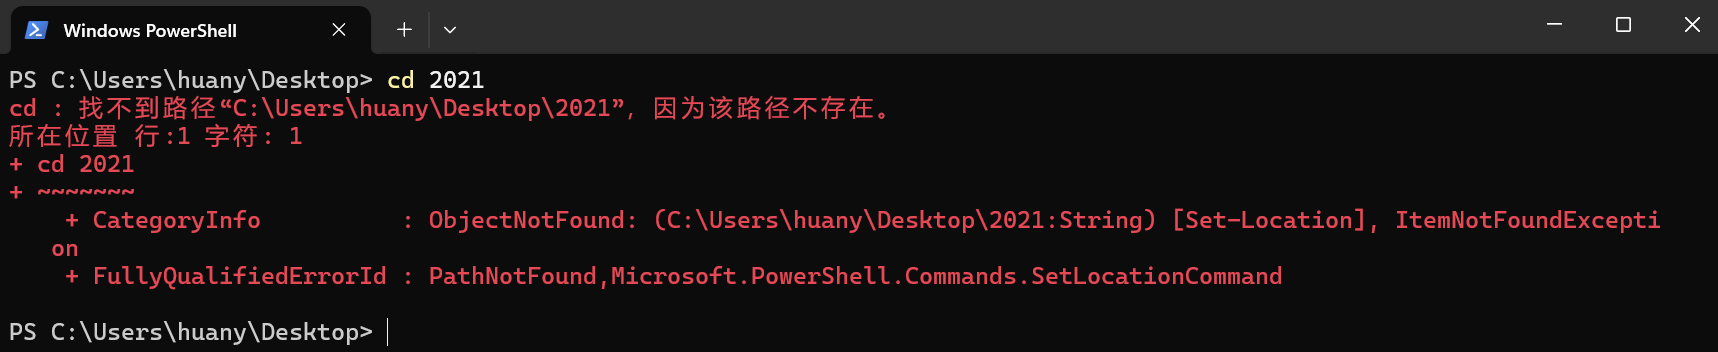 Windows PowerShell
PS C:\Users\huany\Desktop> cd 2021
cd : 找不到路径“C:\Users\huany\Desktop\2021”，因为该路径不存在。
所在位置 行:1 字符: 1
+ cd 2021
+ ~~~~~~~
    + CategoryInfo          : ObjectNotFound: (C:\Users\huany\Desktop\2021:String) [Set-Location], ItemNotFoundExcepti
   on
    + FullyQualifiedErrorId : PathNotFound,Microsoft.PowerShell.Commands.SetLocationCommand
PS C:\Users\huany\Desktop>